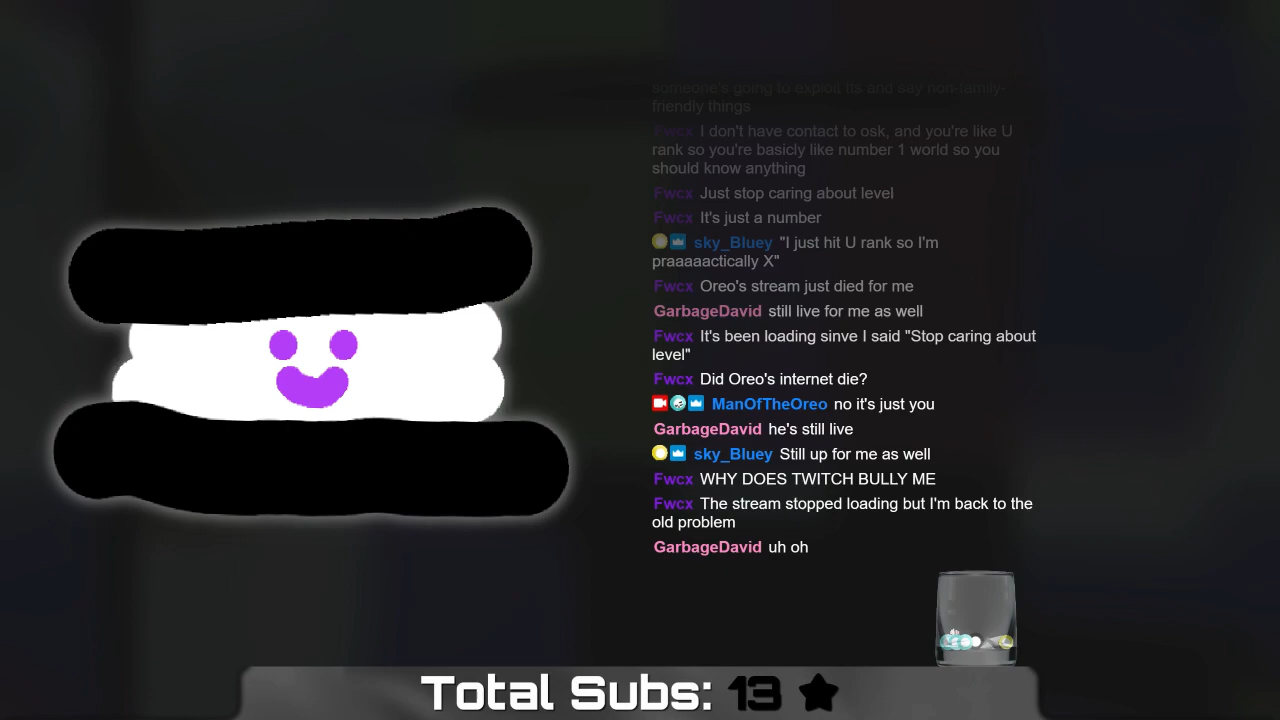 someone's going to exploit tts and say non-family-
friendly things
Fwcx I don't have contact to osk, and you're like U
rank so you're basicly like number 1 world so you
should know anything
Fwcx Just stop caring about level
Fwcx It's just a number
sky_Bluey "I just hit U rank so I'm
praaaaactically X"
Fwcx Oreo's stream just died for me
GarbageDavid still live for me as well
Fwcx It's been loading sinve I said "Stop caring about
level"
Fwcx Did Oreo's internet die?
ManOfTheOreo no it's just you
GarbageDavid he's still live
sky_Bluey Still up for me as well
Fwcx WHY DOES TWITCH BULLY ME
Fwcx The stream stopped loading but I'm back to the
old problem
GarbageDavid uh oh
Total Subs: 13